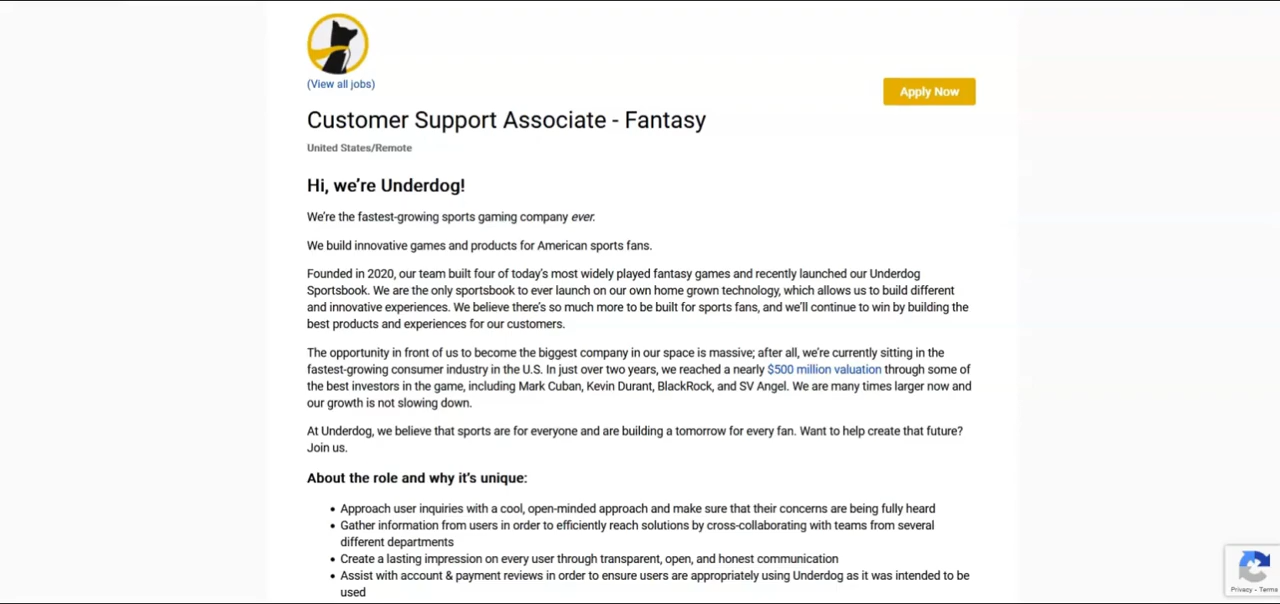 (View all jobs)
Apply Now
Customer Support Associate - Fantasy
United States/Remote
Hi, we're Underdog!
We're the fastest-growing sports gaming company ever.
We build innovative games and products for American sports fans.
Founded in 2020, our team built four of today's most widely played fantasy games and recently launched our Underdog
Sportsbook. We are the only sportsbook to ever launch on our own home grown technology, which allows us to build different
and innovative experiences. We believe there's so much more to be built for sports fans, and we'll continue to win by building the
best products and experiences for our customers.
The opportunity in front of us to become the biggest company in our space is massive; after all, we're currently sitting in the
fastest-growing consumer industry in the U.S. In just over two years, we reached a nearly $500 million valuation through some of
the best investors in the game, including Mark Cuban, Kevin Durant, BlackRock, and SV Angel. We are many times larger now and
our growth is not slowing down.
At Underdog, we believe that sports are for everyone and are building a tomorrow for every fan. Want to help create that future?
Join us.
About the role and why it's unique:
• Approach user inquiries with a cool, open-minded approach and make sure that their concerns are being fully heard
• Gather information from users in order to efficiently reach solutions by cross-collaborating with teams from several
different departments
• Create a lasting impression on every user through transparent, open, and honest communication
• Assist with account & payment reviews in order to ensure users are appropriately using Underdog as it was intended to be
used
Privacy - Terms